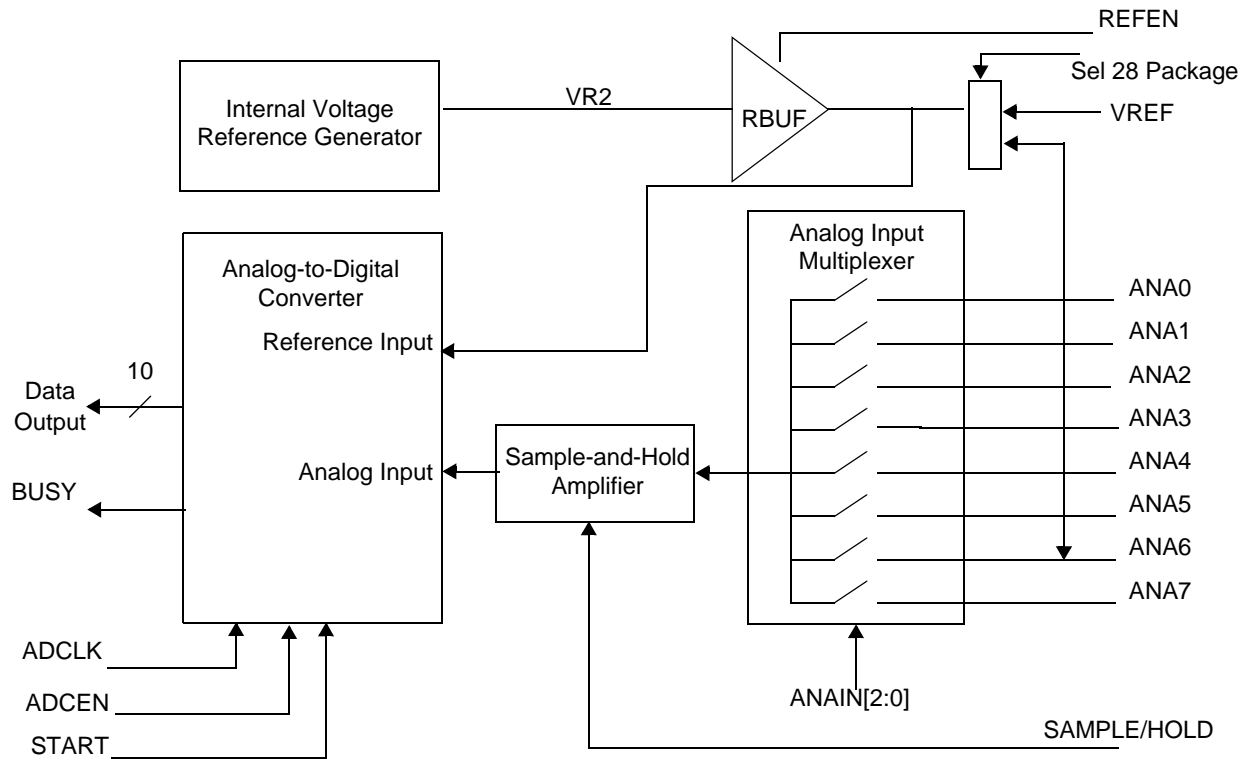 REFEN
Sel 28 Package
Internal Voltage
Reference Generator
VR2
RBUF
VREF
Analog-to-Digital
Converter
Reference Input
Analog Input
Multiplexer
ANA0
ANA1
ANA2
ANA3
ANA4
ANA5
ANA6
ANA7
10
Data
Output
Analog Input
Sample-and-Hold
Amplifier
BUSY
ADCLK
ADCEN
START
ANAIN[2:0]
SAMPLE/HOLD